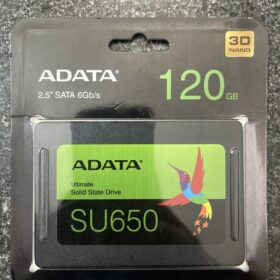 3D
NAND
ADATA
2.5" SATA 6Gb/s
120
GB
ADATA
Ultimate
Solid State Drive
SU650